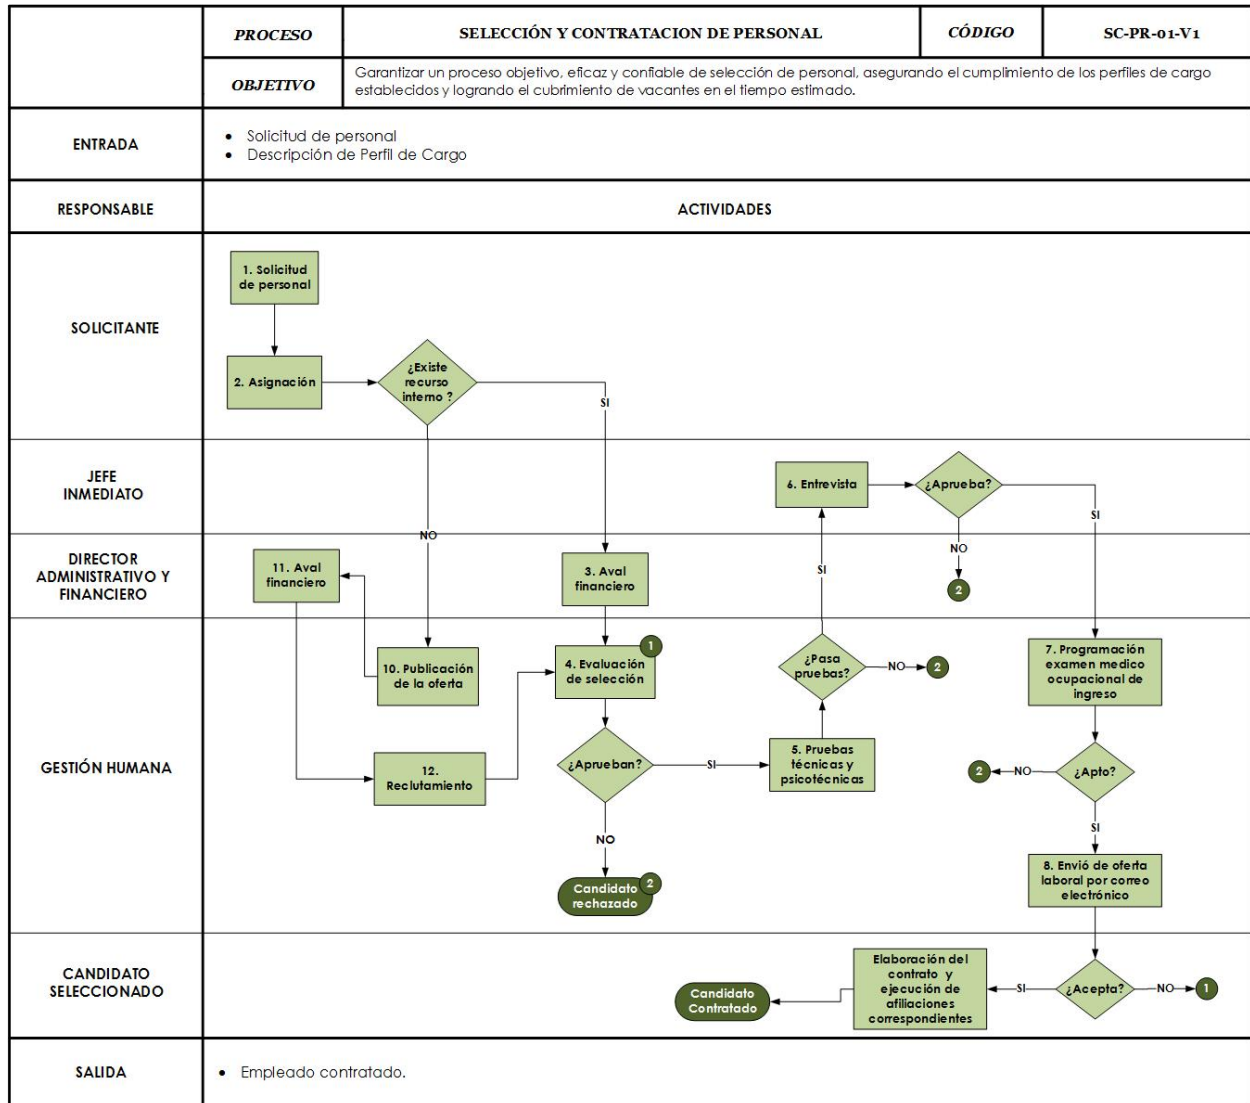 PROCESO
SELECCIÓN Y CONTRATACION DE PERSONAL
CÓDIGO
SC-PR-01-V1
OBJETIVO
Garantizar un proceso objetivo, eficaz y confiable de selección de personal, asegurando el cumplimiento de los perfiles de cargo
establecidos y logrando el cubrimiento de vacantes en el tiempo estimado.
ENTRADA
• Solicitud de personal
• Descripción de Perfil de Cargo
RESPONSABLE
ACTIVIDADES
SOLICITANTE
1. Solicitud
de personal
2. Asignación
¿Existe
recurso
interno ?
SI
NO
JEFE
INMEDIATO
6. Entrevista
¿Aprueba?
SI
NO
2
DIRECTOR
ADMINISTRATIVO Y
FINANCIERO
11. Aval
financiero
3. Aval
financiero
SI
GESTIÓN HUMANA
10. Publicación
de la oferta
4. Evaluación
de selección
1
¿Pasa
pruebas?
NO
2
7. Programación
examen medico
ocupacional de
ingreso
12.
Reclutamiento
¿Aprueban?
SI
5. Pruebas
técnicas y
psicotécnicas
2
NO
¿Apto?
SI
NO
Candidato
rechazado
2
8. Envió de oferta
laboral por correo
electrónico
CANDIDATO
SELECCIONADO
Candidato
Contratado
Elaboración del
contrato y
ejecución de
afiliaciones
correspondientes
SI
¿Acepta?
NO
1
SALIDA
• Empleado contratado.